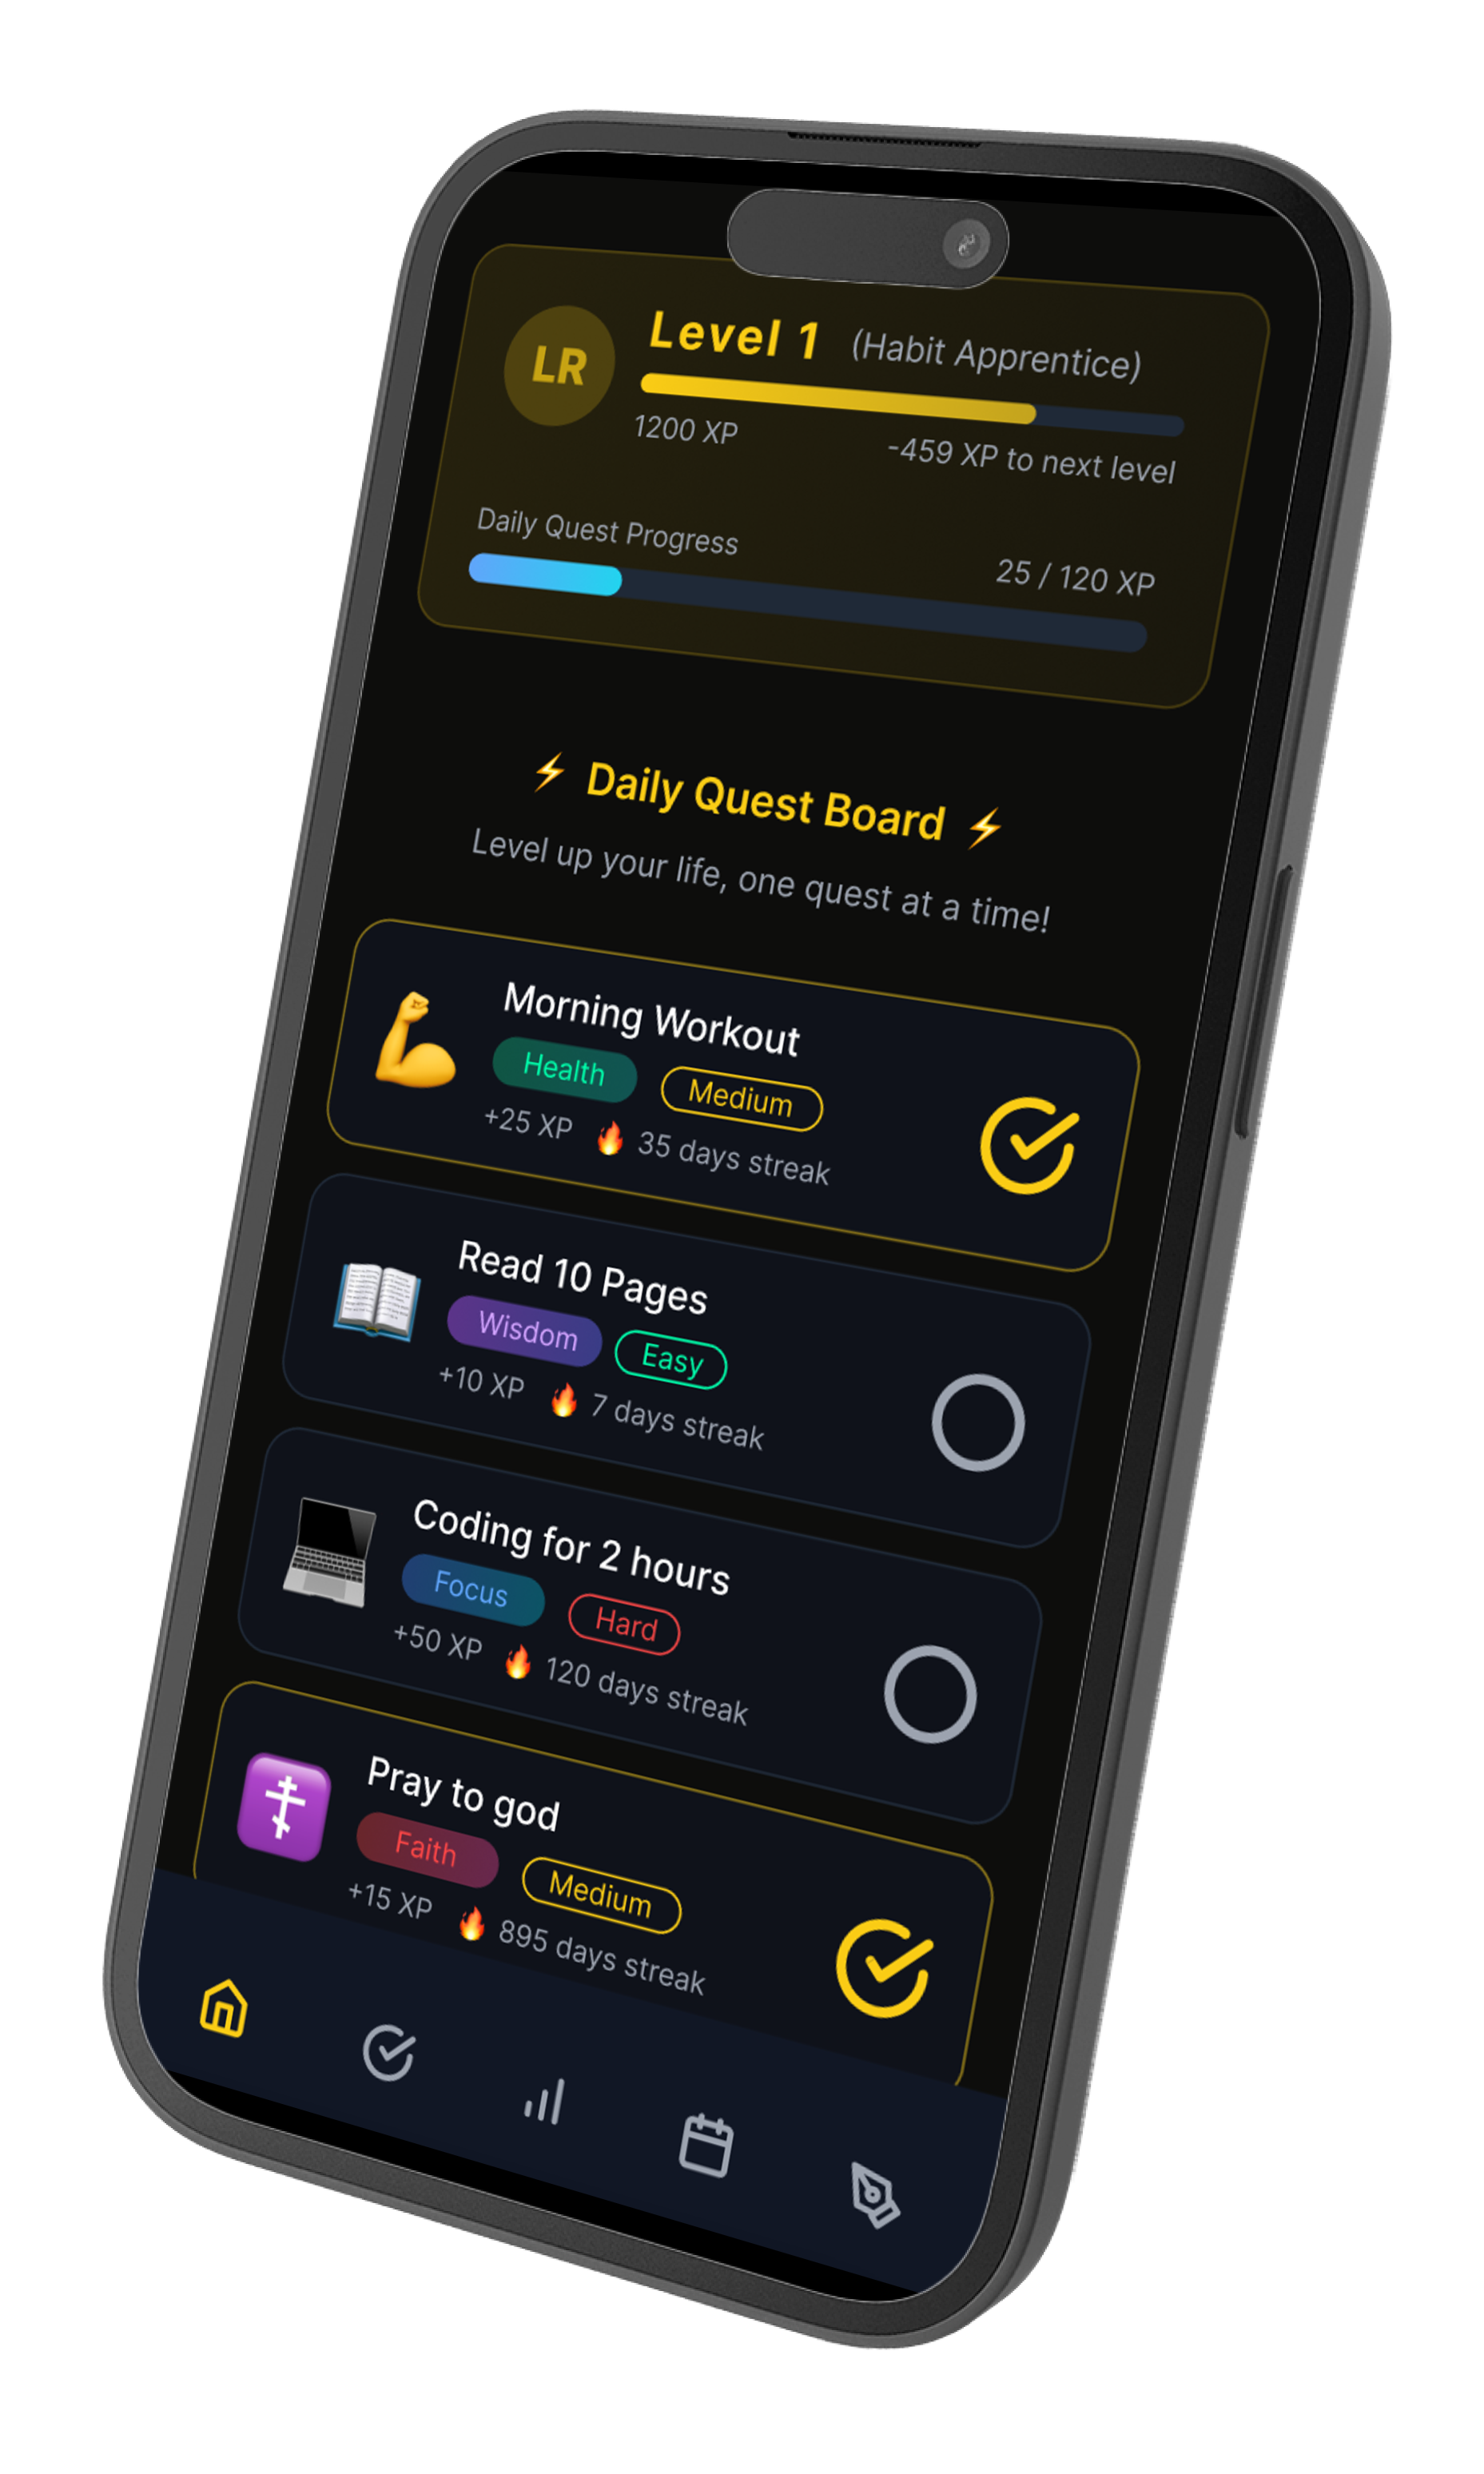 LR
Level 1 (Habit Apprentice)
1200 XP -459 XP to next level
Daily Quest Progress 25 / 120 XP
⚡ Daily Quest Board ⚡
Level up your life, one quest at a time!
Morning Workout
Health Medium
+25 XP 🔥 35 days streak
Read 10 Pages
Wisdom Easy
+10 XP 🔥 7 days streak
Coding for 2 hours
Focus Hard
+50 XP 🔥 120 days streak
Pray to god
Faith Medium
+15 XP 🔥 895 days streak